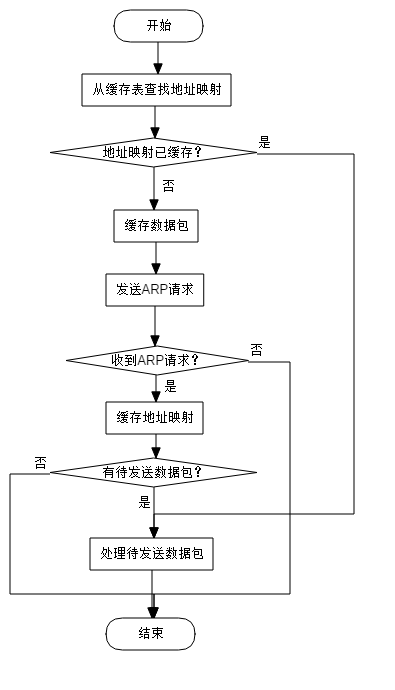 开始
从缓存表查找地址映射
地址映射已缓存？
是
否
缓存数据包
发送ARP请求
收到ARP请求？
否
是
缓存地址映射
有待发送数据包？
否
是
处理待发送数据包
结束